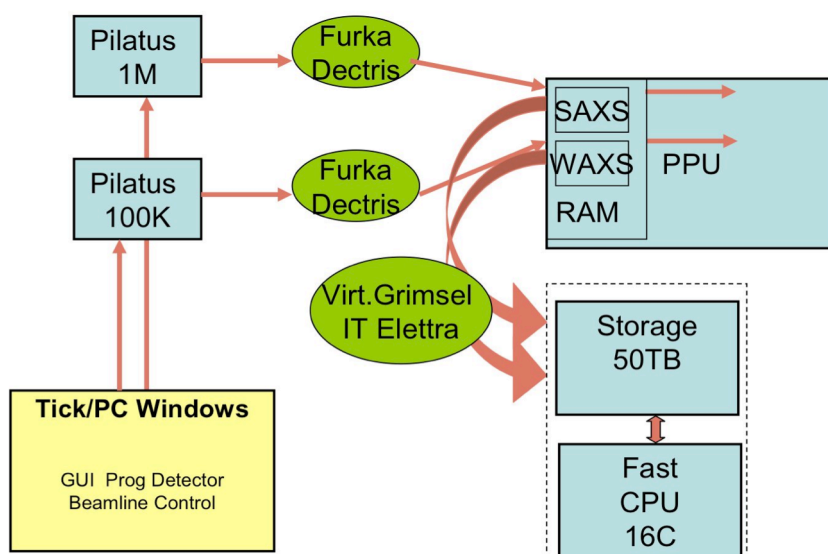 Pilatus
1M
Furka
Dectris
SAXS
WAXS
RAM
PPU
Pilatus
100K
Furka
Dectris
Virt.Grimsel
IT Elettra
Storage
50TB
Tick/PC Windows
GUI Prog Detector
Beamline Control
Fast
CPU
16C